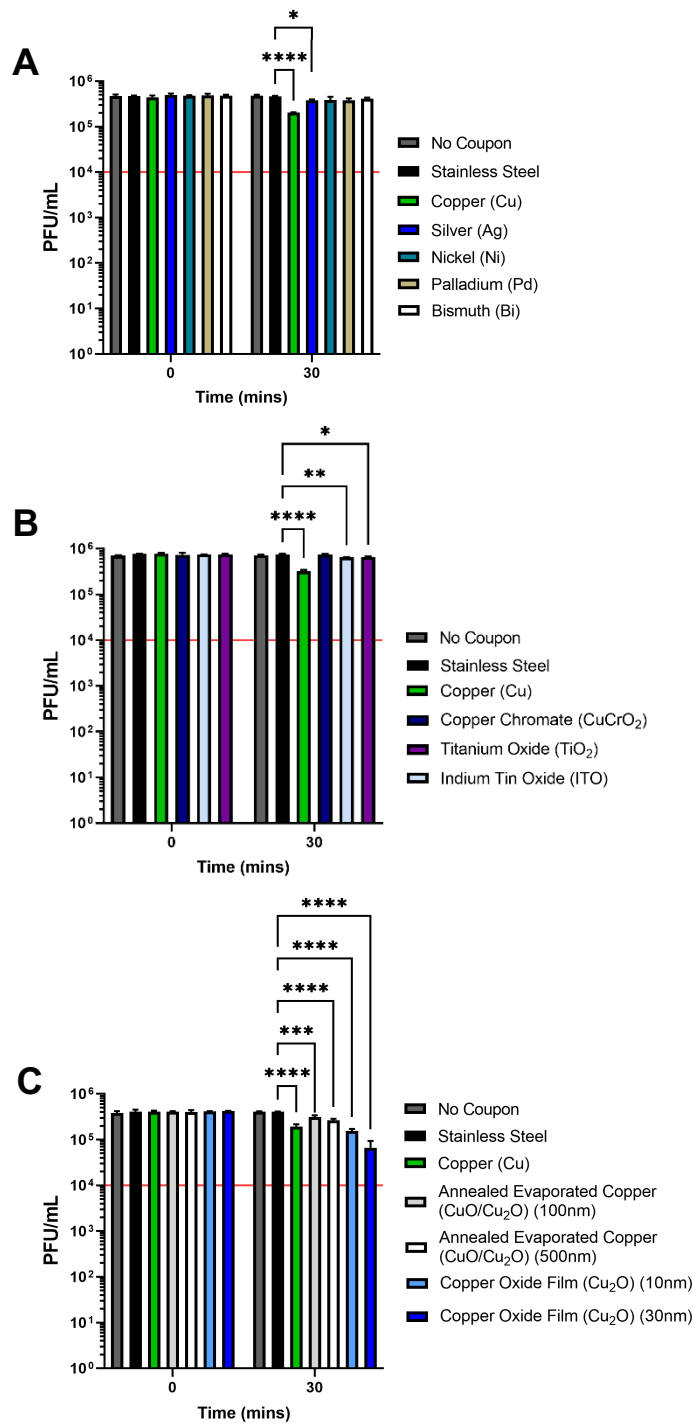 A
*
****
10⁶
10⁵
10⁴
10³
10²
10¹
10⁰
PFU/mL
0
30
Time (mins)
No Coupon
Stainless Steel
Copper (Cu)
Silver (Ag)
Nickel (Ni)
Palladium (Pd)
Bismuth (Bi)
B
*
**
****
10⁶
10⁵
10⁴
10³
10²
10¹
10⁰
PFU/mL
0
30
Time (mins)
No Coupon
Stainless Steel
Copper (Cu)
Copper Chromate (CuCrO₂)
Titanium Oxide (TiO₂)
Indium Tin Oxide (ITO)
C
****
****
****
***
****
10⁶
10⁵
10⁴
10³
10²
10¹
10⁰
PFU/mL
0
30
Time (mins)
No Coupon
Stainless Steel
Copper (Cu)
Annealed Evaporated Copper
(CuO/Cu₂O) (100nm)
Annealed Evaporated Copper
(CuO/Cu₂O) (500nm)
Copper Oxide Film (Cu₂O) (10nm)
Copper Oxide Film (Cu₂O) (30nm)